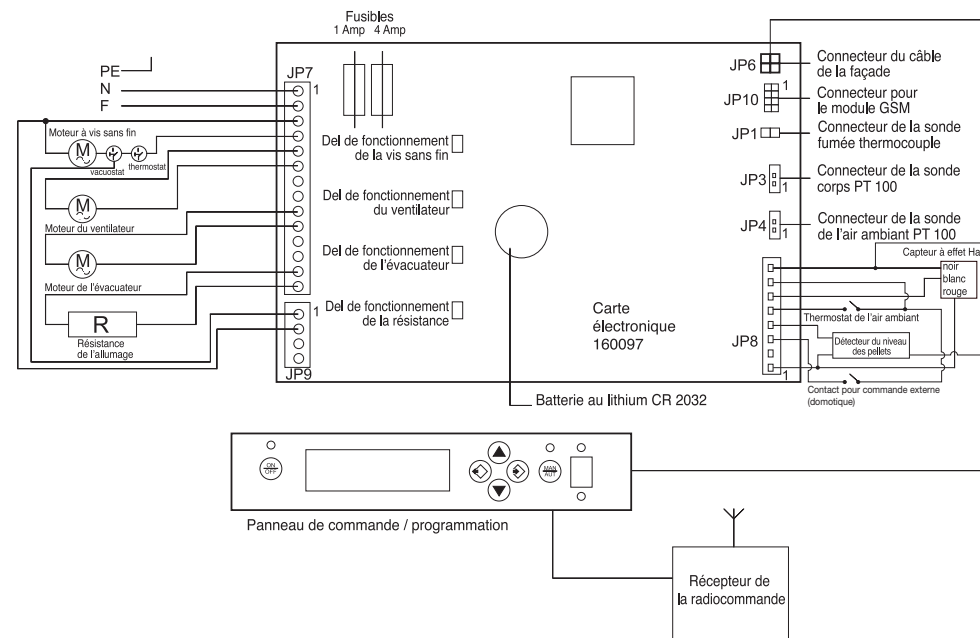 Fusibles
1 Amp 4 Amp
PE
N
F
JP7
1
Moteur à vis sans fin
M
vacuostat
thermostat
M
Moteur du ventilateur
M
Moteur de l'évacuateur
R
Résistance
de l'allumage
1
JP9
Del de fonctionnement
de la vis sans fin
Del de fonctionnement
du ventilateur
Del de fonctionnement
de l'évacuateur
Del de fonctionnement
de la résistance
Carte
électronique
160097
Batterie au lithium CR 2032
JP6
Connecteur du câble
de la façade
1
JP10
Connecteur pour
le module GSM
JP1
Connecteur de la sonde
fumée thermocouple
JP3
1
Connecteur de la sonde
corps PT 100
JP4
1
Connecteur de la sonde
de l'air ambiant PT 100
Capteur à effet Ha
noir
blanc
rouge
Thermostat de l'air ambiant
JP8
Détecteur du niveau
des pellets
1
Contact pour commande externe
(domotique)
ON
OFF
MAN
AUT
Panneau de commande / programmation
Récepteur de
la radiocommande